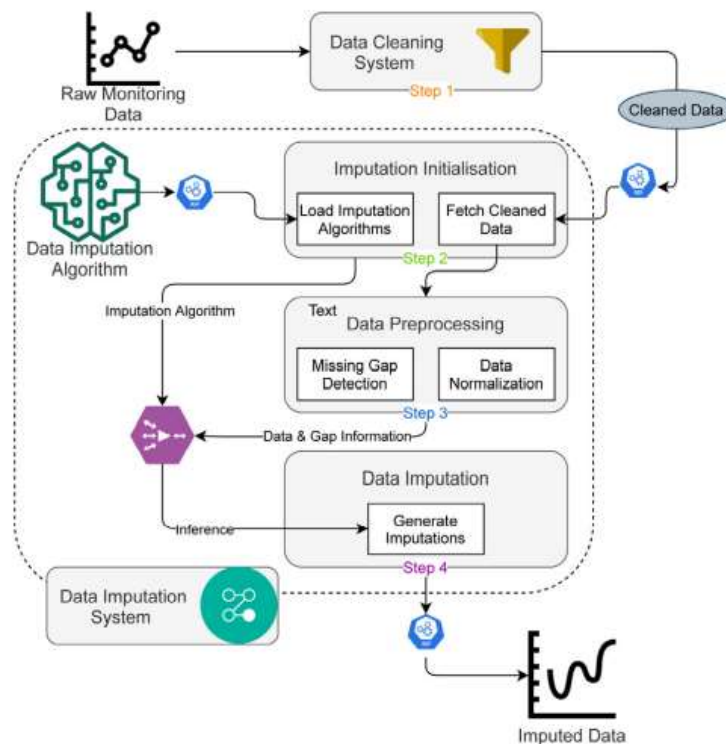 Data Cleaning
System
Step 1
Raw Monitoring
Data
Cleaned Data
Imputation Initialisation
Load Imputation
Algorithms
Fetch Cleaned
Data
Step 2
Data Imputation
Algorithm
Imputation Algorithm
Text
Data Preprocessing
Missing Gap
Detection
Data
Normalization
Step 3
Data & Gap Information
Data Imputation
Generate
Imputations
Inference
Step 4
Data Imputation
System
Imputed Data